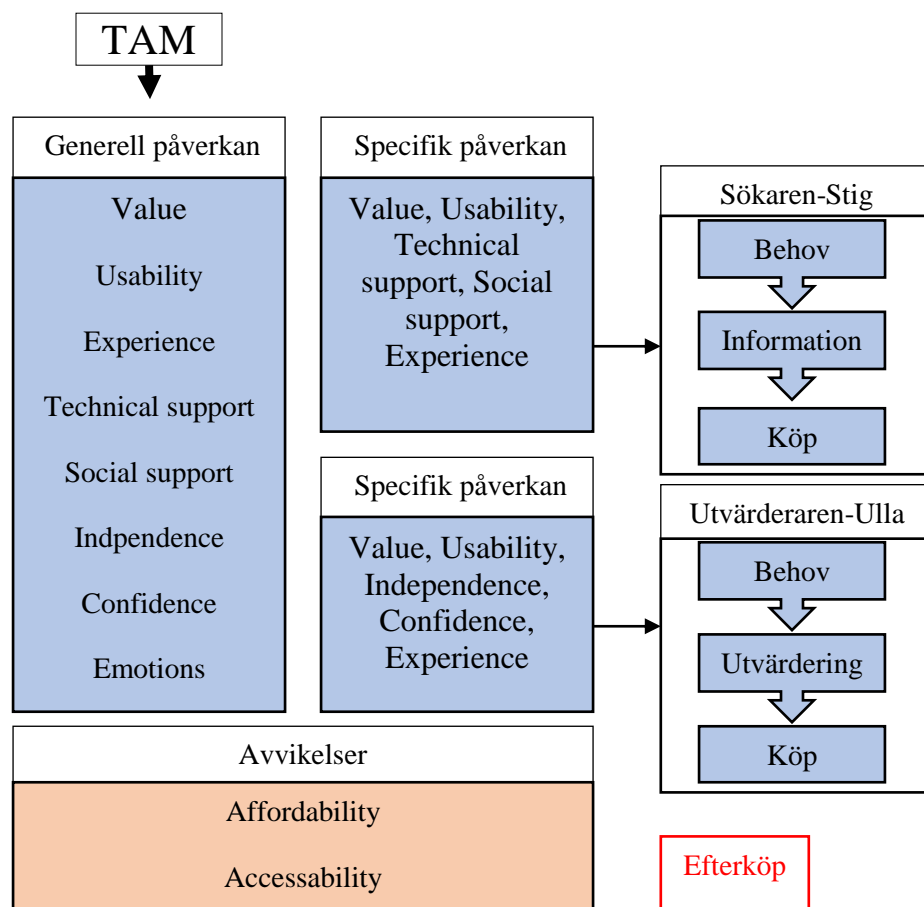 TAM
Generell påverkan
Value
Usability
Experience
Technical support
Social support
Indpendence
Confidence
Emotions
Specifik påverkan
Value, Usability,
Technical
support, Social
support,
Experience
Specifik påverkan
Value, Usability,
Independence,
Confidence,
Experience
Sökaren-Stig
Behov
Information
Köp
Utvärderaren-Ulla
Behov
Utvärdering
Köp
Avvikelser
Affordability
Accessability
Efterköp